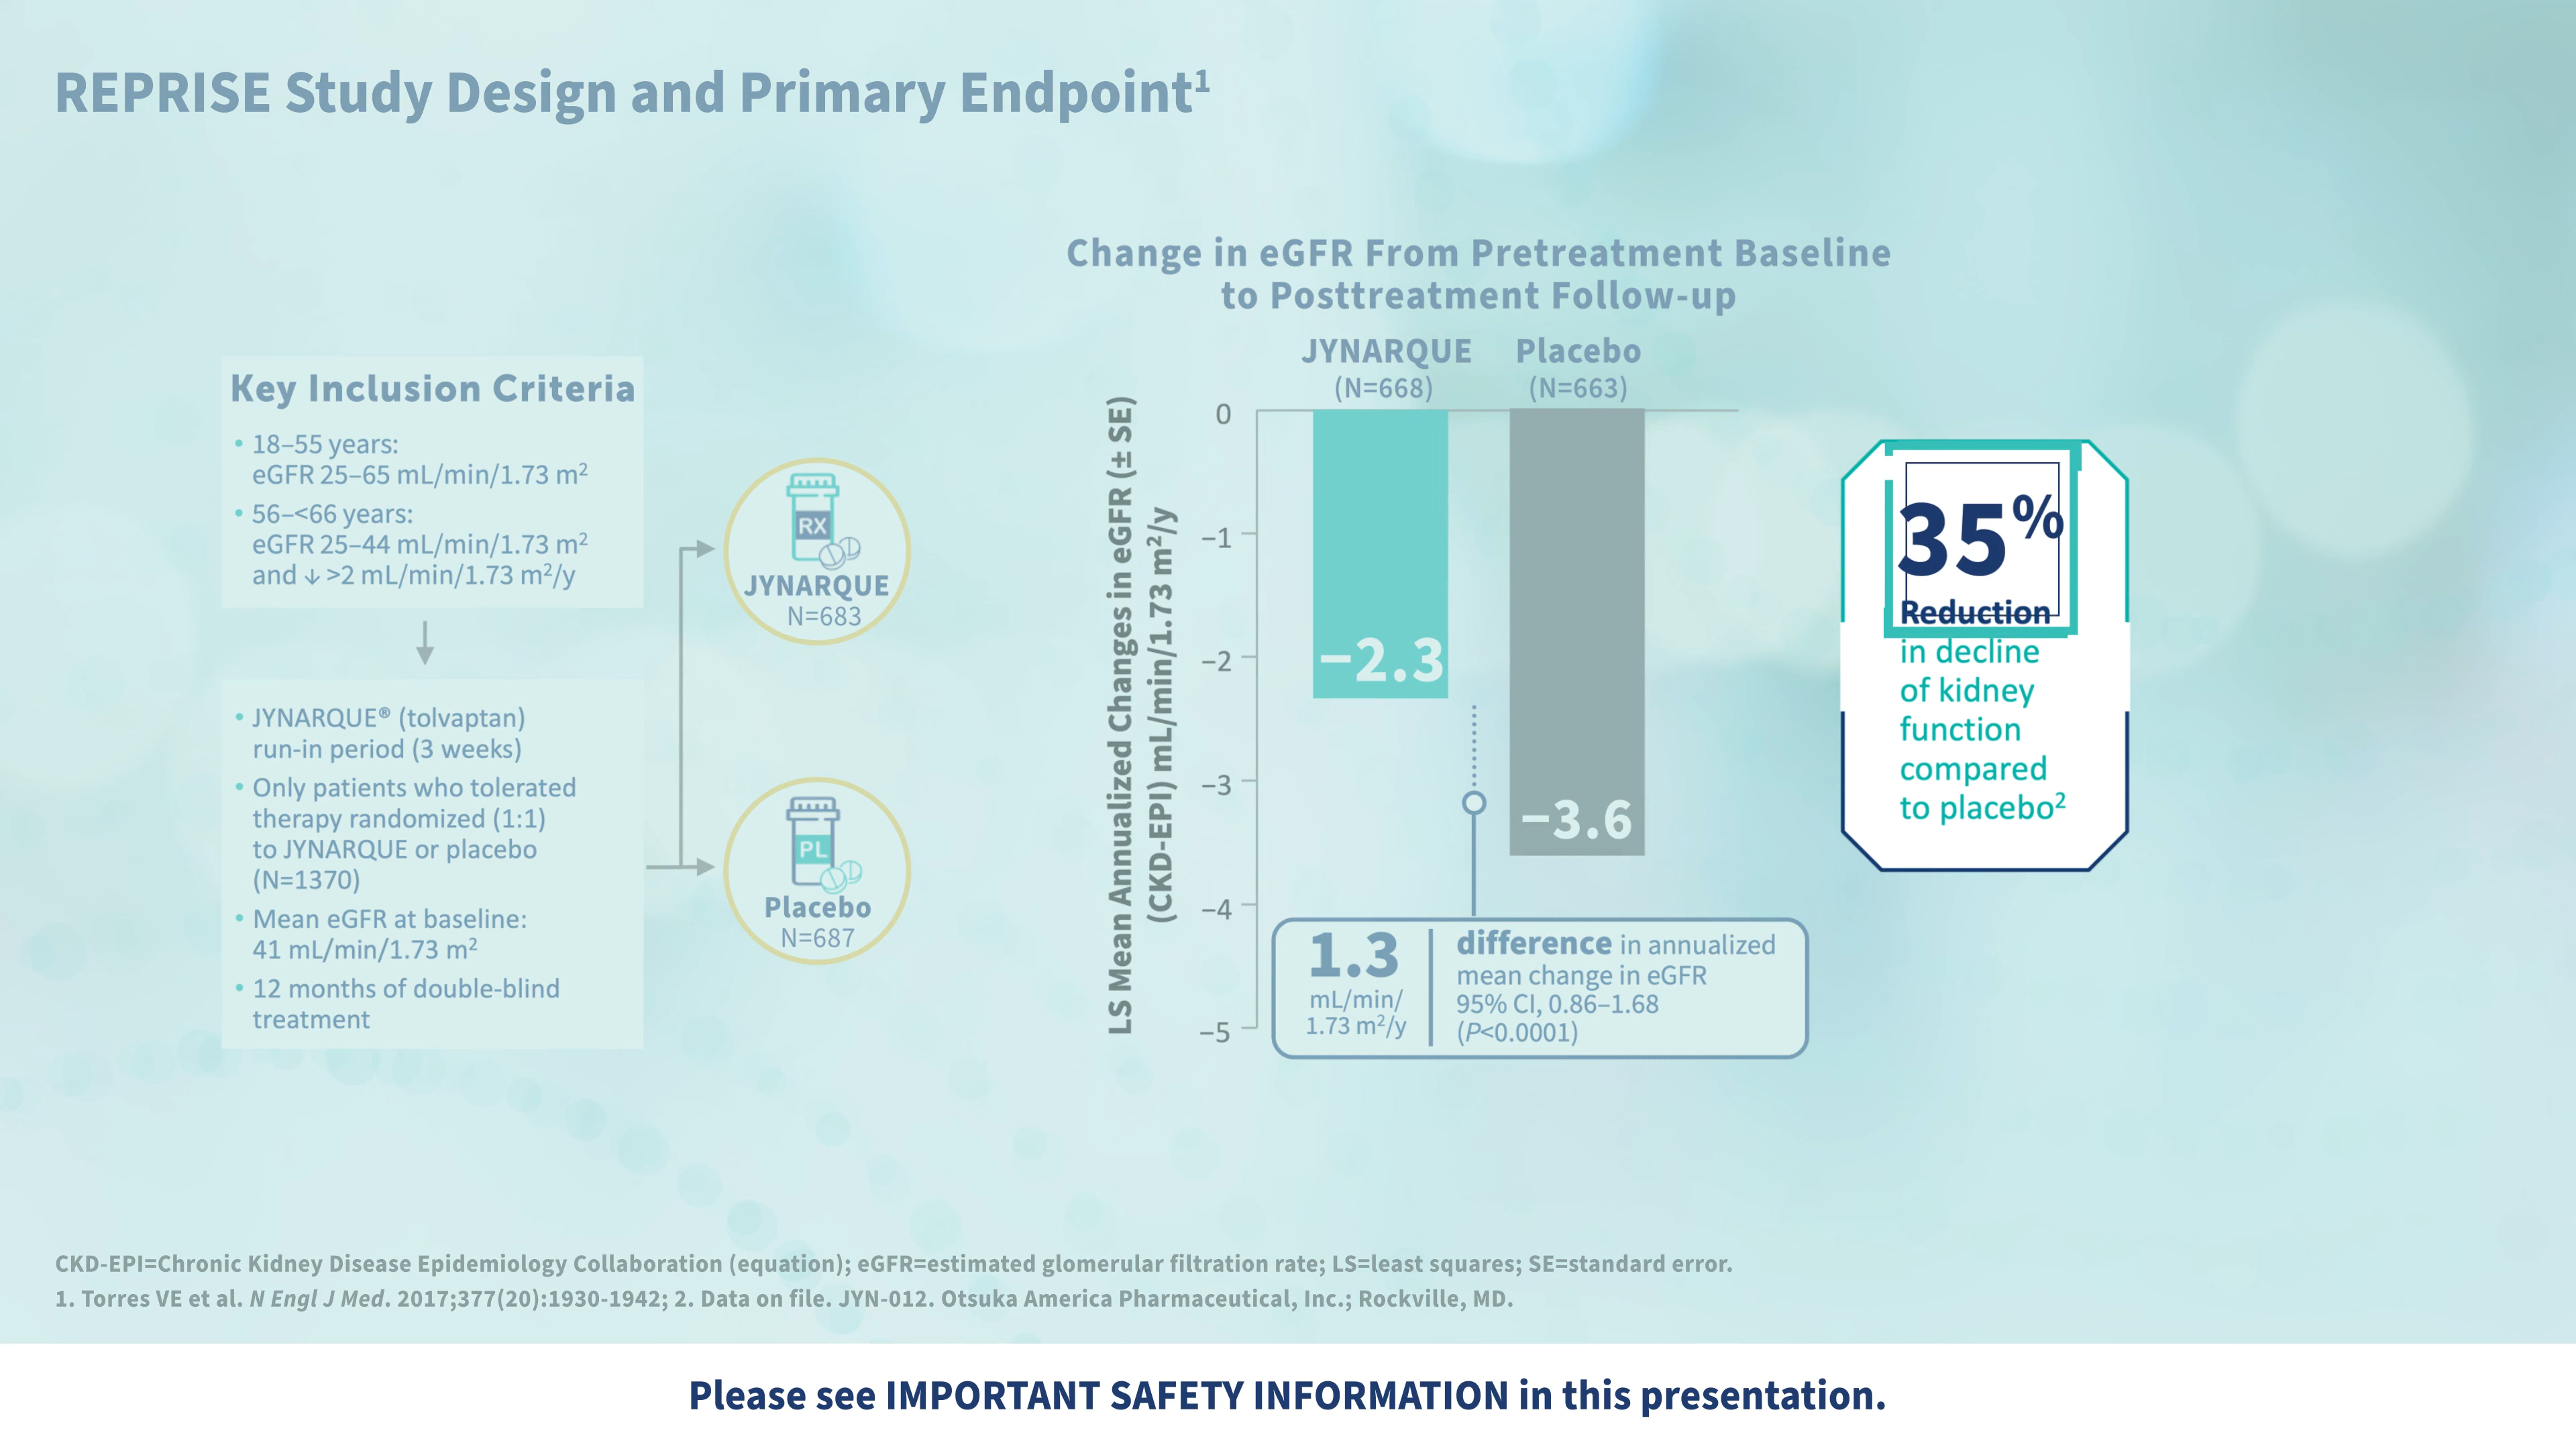 REPRISE Study Design and Primary Endpoint¹
Key Inclusion Criteria
• 18–55 years:
eGFR 25–65 mL/min/1.73 m²
• 56–<66 years:
eGFR 25–44 mL/min/1.73 m²
and ↓ >2 mL/min/1.73 m²/y
• JYNARQUE® (tolvaptan)
run-in period (3 weeks)
• Only patients who tolerated
therapy randomized (1:1)
to JYNARQUE or placebo
(N=1370)
• Mean eGFR at baseline:
41 mL/min/1.73 m²
• 12 months of double-blind
treatment
RX
JYNARQUE
N=683
PL
Placebo
N=687
Change in eGFR From Pretreatment Baseline
to Posttreatment Follow-up
JYNARQUE
(N=668)
Placebo
(N=663)
LS Mean Annualized Changes in eGFR (± SE)
(CKD-EPI) mL/min/1.73 m²/y
0
−1
−2
−3
−4
−5
−2.3
−3.6
1.3
mL/min/
1.73 m²/y
difference in annualized
mean change in eGFR
95% CI, 0.86–1.68
(P<0.0001)
35%
Reduction
in decline
of kidney
function
compared
to placebo²
CKD-EPI=Chronic Kidney Disease Epidemiology Collaboration (equation); eGFR=estimated glomerular filtration rate; LS=least squares; SE=standard error.
1. Torres VE et al. N Engl J Med. 2017;377(20):1930-1942; 2. Data on file. JYN-012. Otsuka America Pharmaceutical, Inc.; Rockville, MD.
Please see IMPORTANT SAFETY INFORMATION in this presentation.